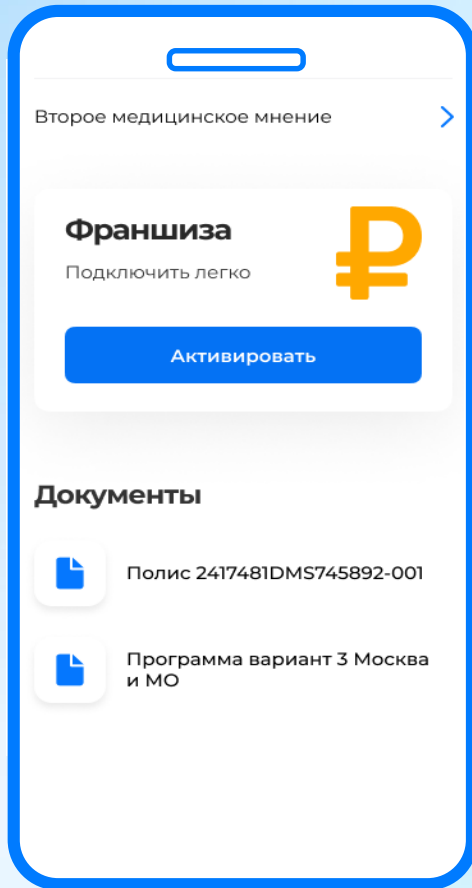 Второе медицинское мнение
Франшиза
Подключить легко
₽
Активировать
Документы
Полис 2417481DMS745892-001
Программа вариант 3 Москва
и МО